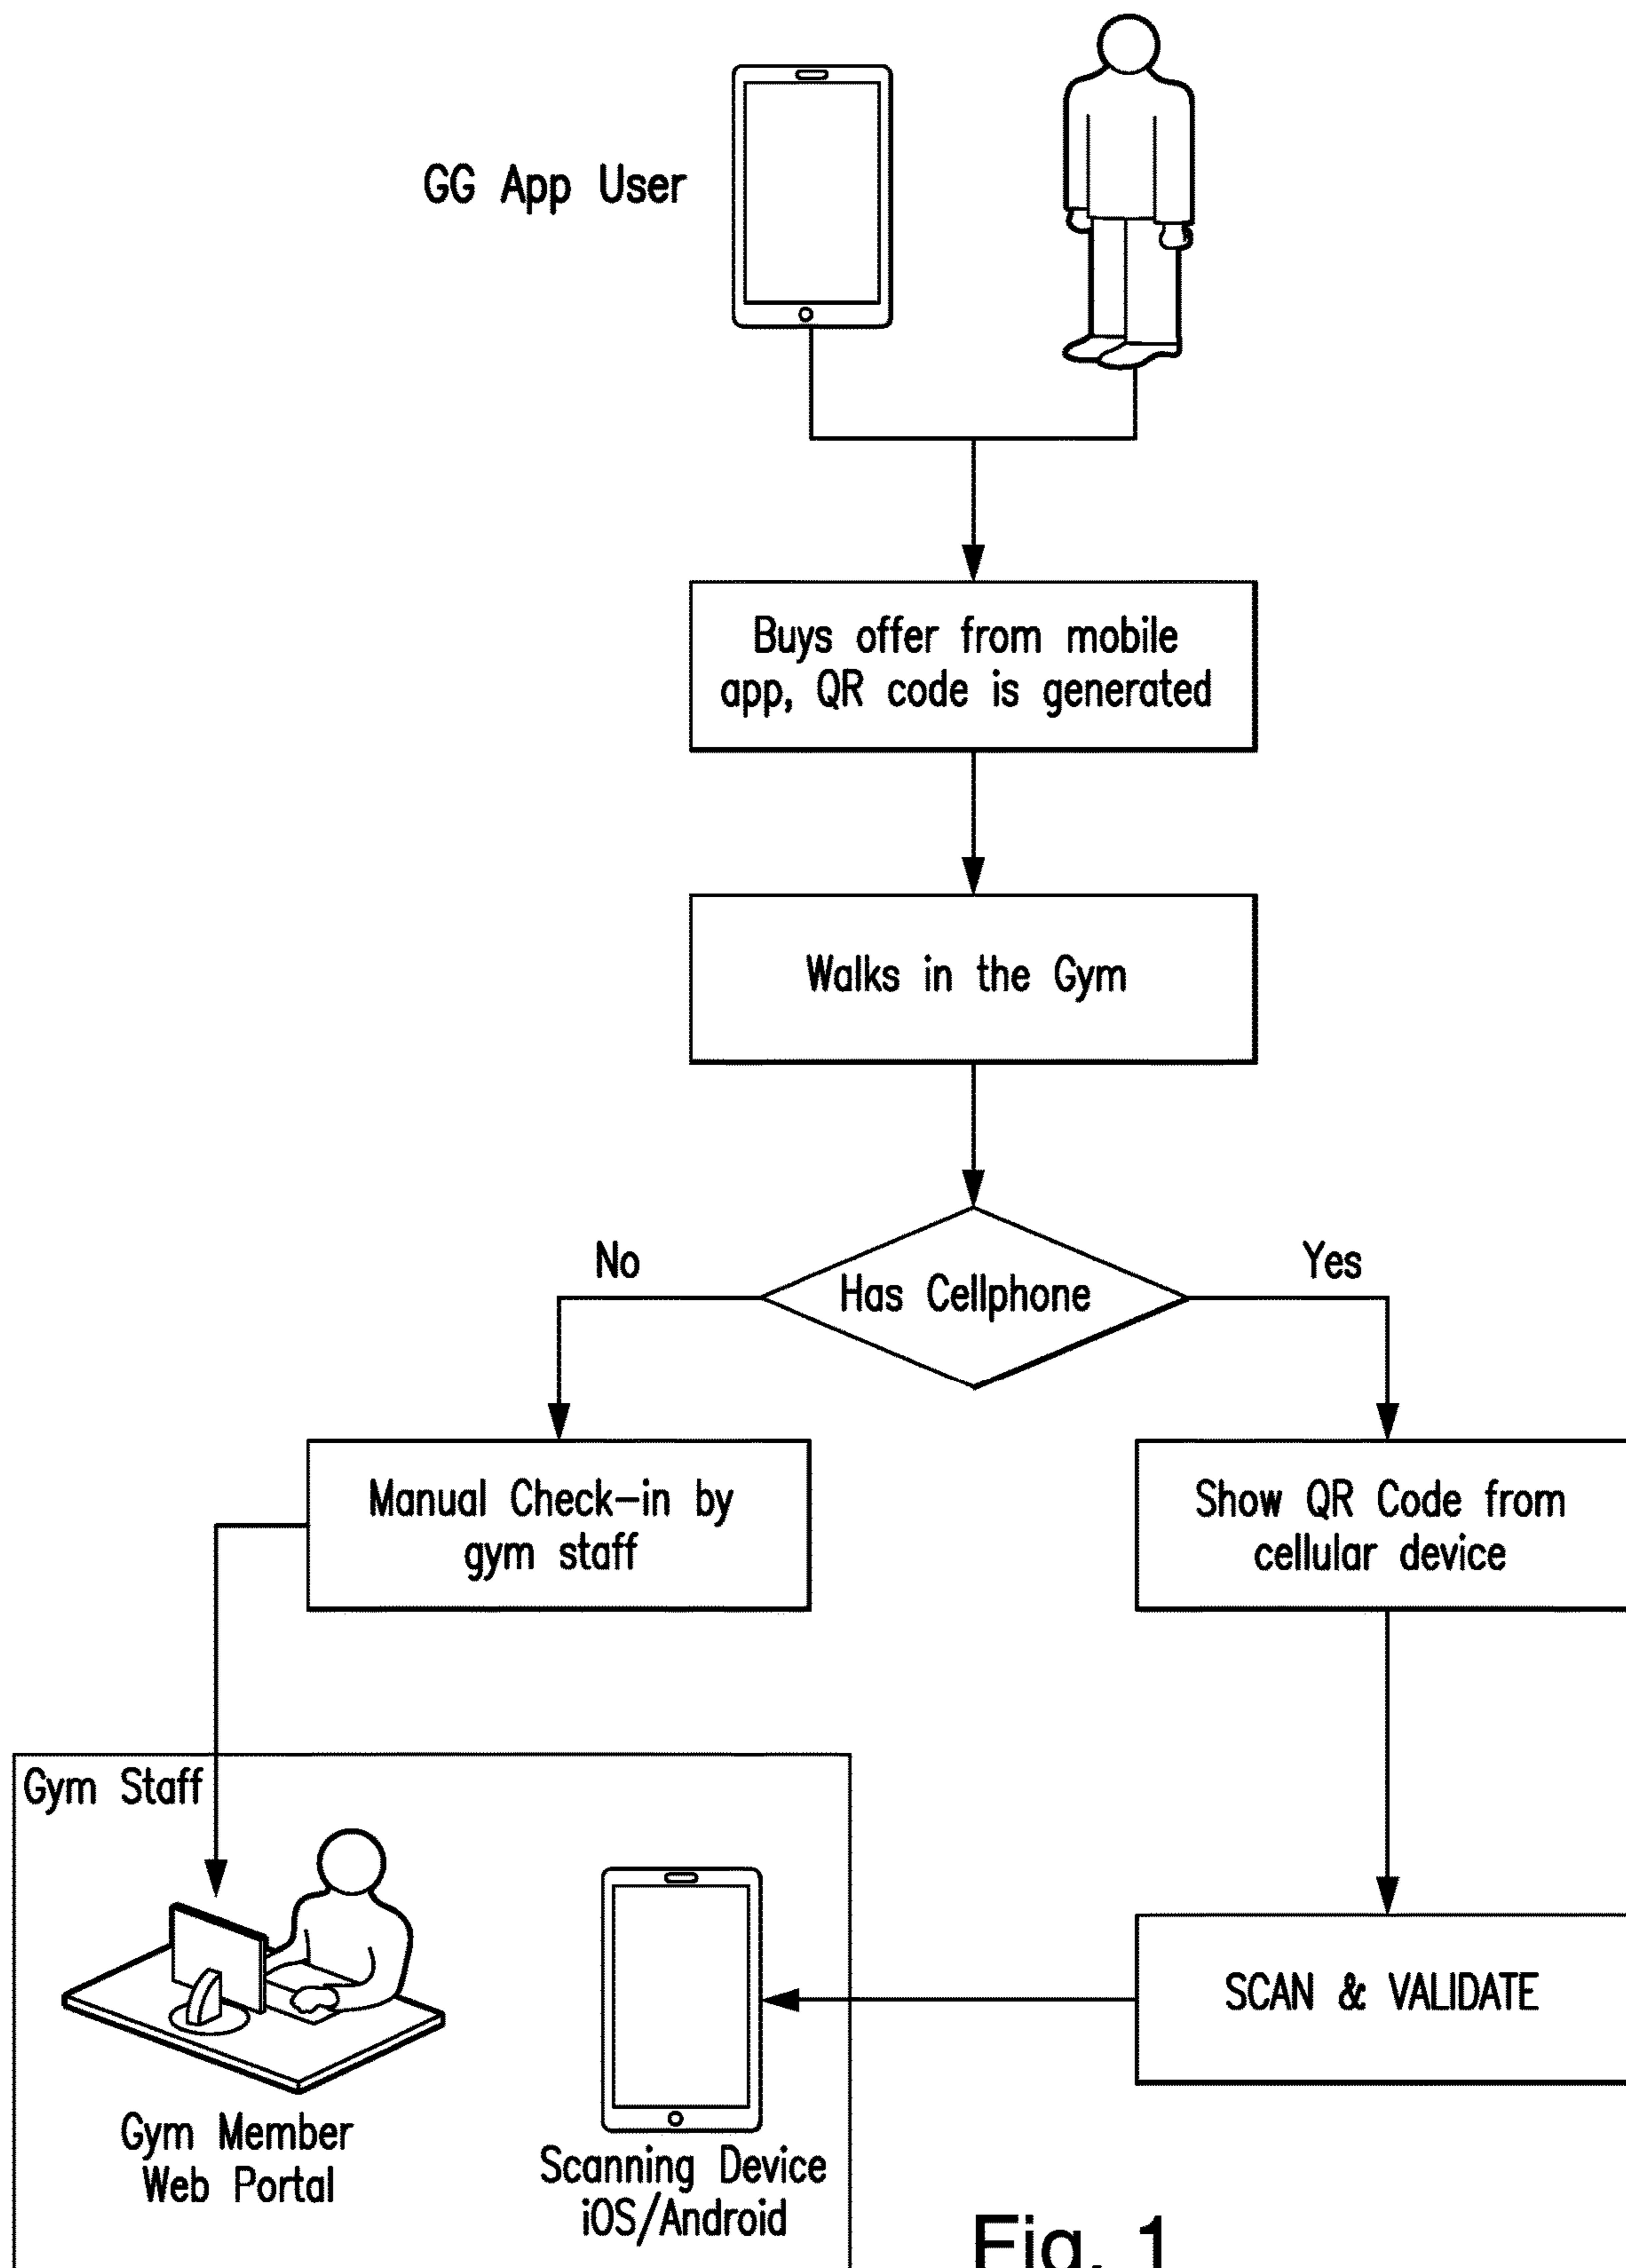 GG App User
Buys offer from mobile
app, QR code is generated
Walks in the Gym
Has Cellphone
No
Yes
Manual Check-in by
gym staff
Show QR Code from
cellular device
Gym Staff
SCAN & VALIDATE
Gym Member
Web Portal
Scanning Device
iOS/Android
Fig. 1